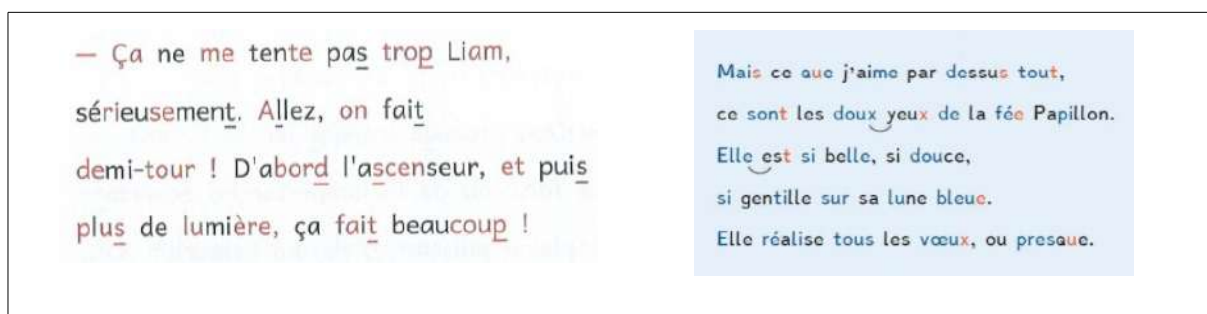 — Ça ne me tente pas trop Liam,
sérieusement. Allez, on fait
demi-tour ! D'abord l'ascenseur, et puis
plus de lumière, ça fait beaucoup !
Mais ce que j'aime par dessus tout,
ce sont les doux yeux de la fée Papillon.
Elle est si belle, si douce,
si gentille sur sa lune bleue.
Elle réalise tous les vœux, ou presque.